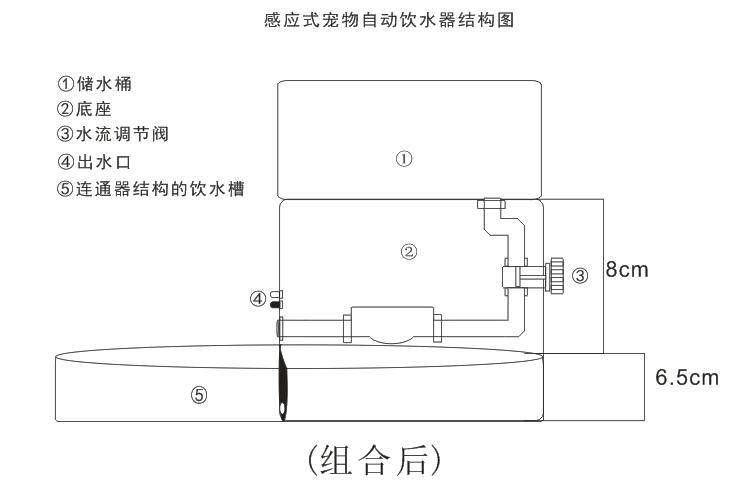 感应式宠物自动饮水器结构图
①储水桶
②底座
③水流调节阀
④出水口
⑤连通器结构的饮水槽
①
②
③
8cm
④
6.5cm
⑤
(组合后)